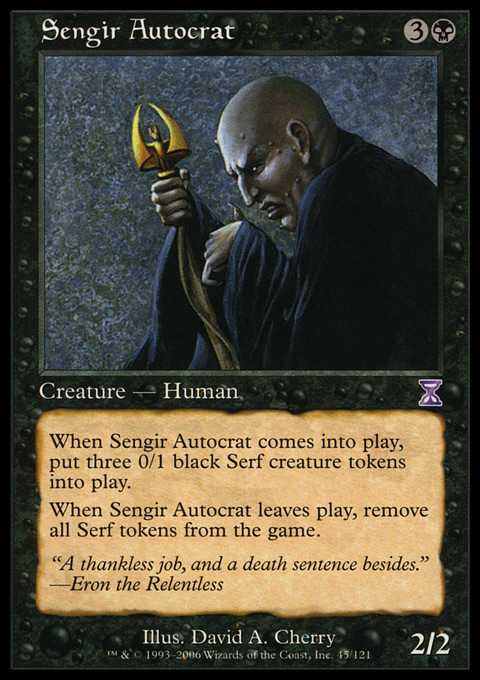 Sengir Autocrat 3
Creature — Human
When Sengir Autocrat comes into play,
put three 0/1 black Serf creature tokens
into play.
When Sengir Autocrat leaves play, remove
all Serf tokens from the game.
“A thankless job, and a death sentence besides.”
—Eron the Relentless
Illus. David A. Cherry
™ & © 1993–2006 Wizards of the Coast, Inc. 45/121
2/2